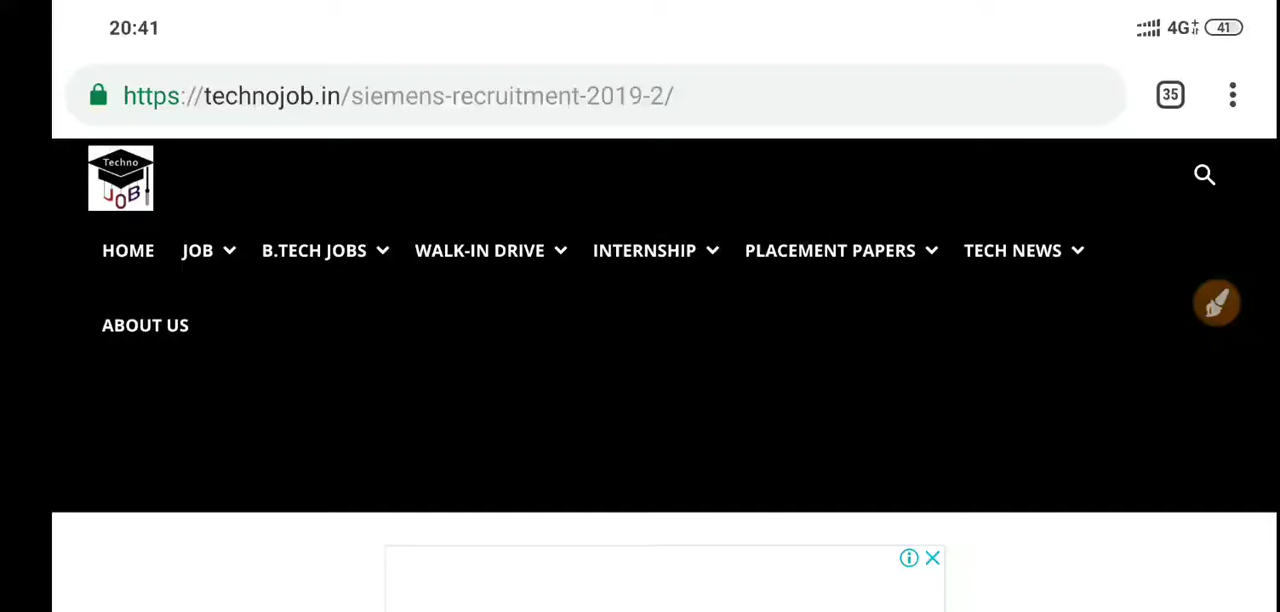 20:41 4G+ 41
https://technojob.in/siemens-recruitment-2019-2/ 35
Techno
JOB
HOME JOB B.TECH JOBS WALK-IN DRIVE INTERNSHIP PLACEMENT PAPERS TECH NEWS
ABOUT US